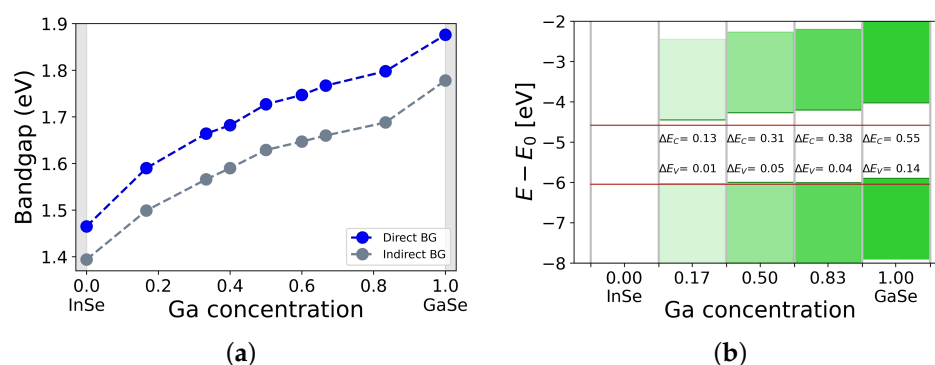 1.9
1.8
1.7
1.6
1.5
1.4
Bandgap (eV)
Direct BG
Indirect BG
0.0 0.2 0.4 0.6 0.8 1.0
InSe GaSe
Ga concentration
(a)
−2
−3
−4
−5
−6
−7
−8
E − E0 [eV]
ΔEC= 0.13 ΔEC= 0.31 ΔEC= 0.38 ΔEC= 0.55
ΔEV= 0.01 ΔEV= 0.05 ΔEV= 0.04 ΔEV= 0.14
0.00 0.17 0.50 0.83 1.00
InSe GaSe
Ga concentration
(b)